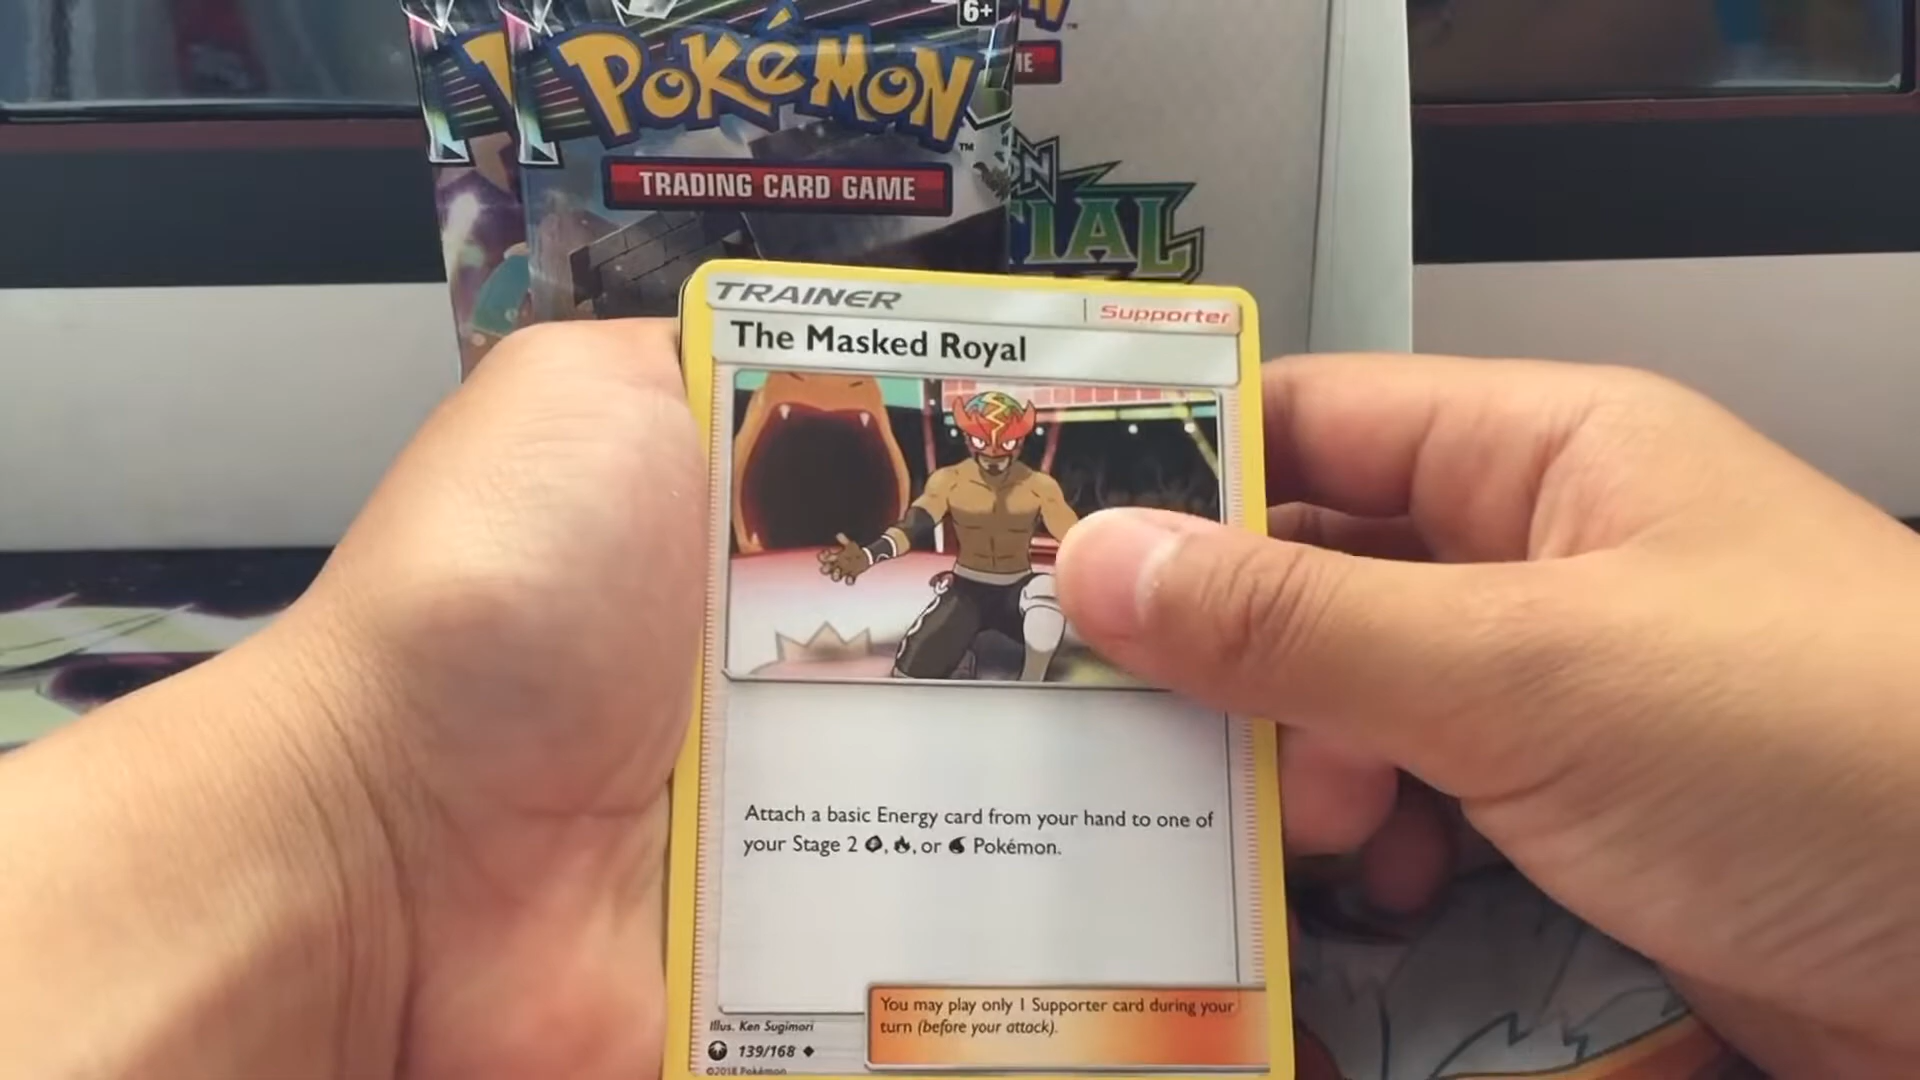 6+
POKéMON
TM
TRADING CARD GAME
TRAINER
Supporter
The Masked Royal
Attach a basic Energy card from your hand to one of
your Stage 2 , , or Pokémon.
You may play only 1 Supporter card during your
turn (before your attack).
Illus. Ken Sugimori
139/168
©2018 Pokémon